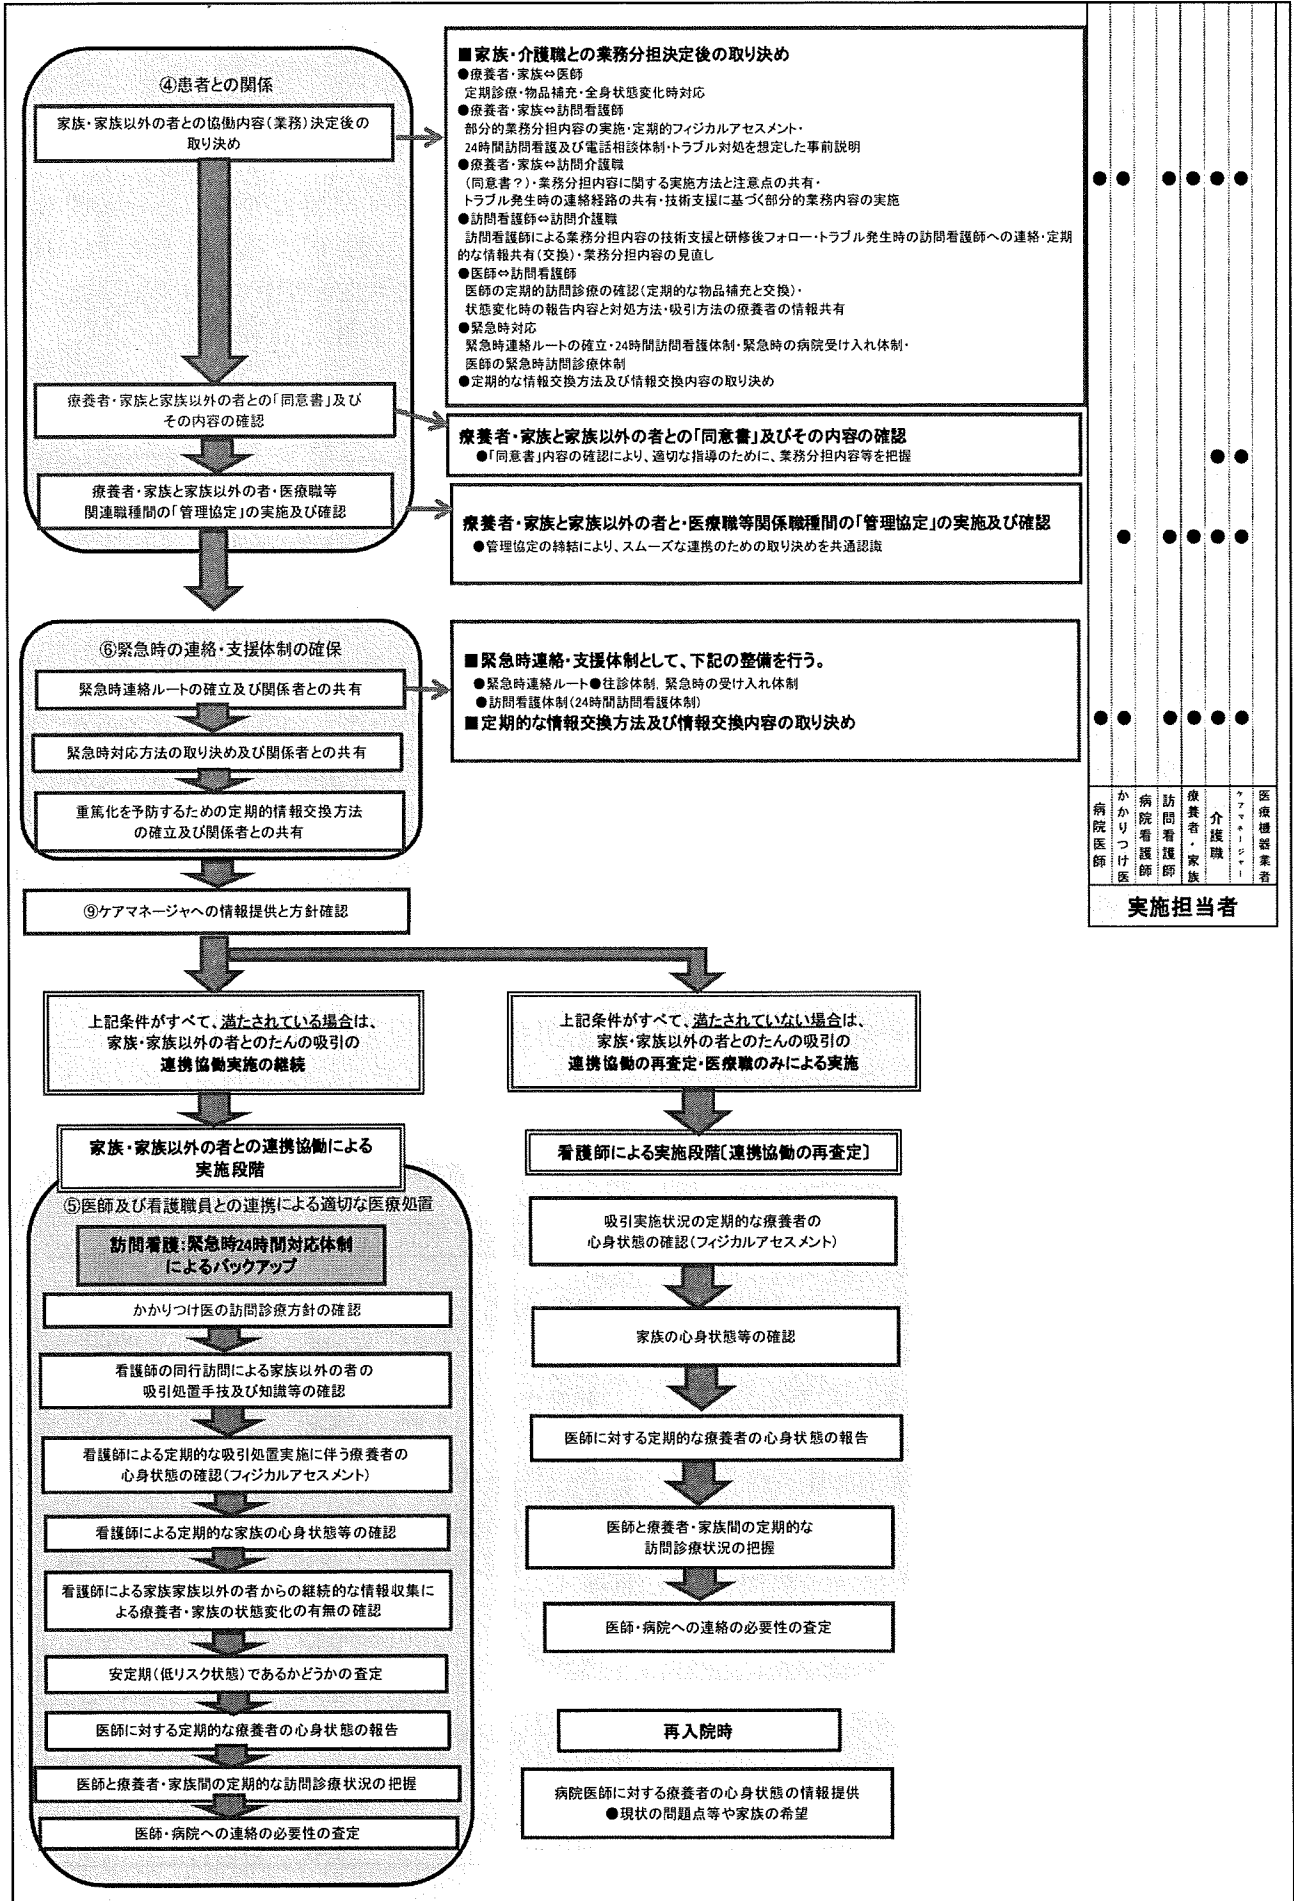 ④患者との関係
家族・家族以外の者との協働内容(業務)決定後の
取り決め
療養者・家族と家族以外の者との「同意書」及び
その内容の確認
療養者・家族と家族以外の者・医療職等
関連職種間の「管理協定」の実施及び確認
■家族・介護職との業務分担決定後の取り決め
●療養者・家族⇔医師
定期診療・物品補充・全身状態変化時対応
●療養者・家族⇔訪問看護師
部分的業務分担内容の実施・定期的フィジカルアセスメント・
24時間訪問看護及び電話相談体制・トラブル対処を想定した事前説明
●療養者・家族⇔訪問介護職
(同意書?)・業務分担内容に関する実施方法と注意点の共有・
トラブル発生時の連絡経路の共有・技術支援に基づく部分的業務内容の実施
●訪問看護師⇔訪問介護職
訪問看護師による業務分担内容の技術支援と研修後フォロー・トラブル発生時の訪問看護師への連絡・定期
的な情報共有(交換)・業務分担内容の見直し
●医師⇔訪問看護師
医師の定期的訪問診療の確認(定期的な物品補充と交換)・
状態変化時の報告内容と対処方法・吸引方法の療養者の情報共有
●緊急時対応
緊急時連絡ルートの確立・24時間訪問看護体制・緊急時の病院受け入れ体制・
医師の緊急時訪問診療体制
●定期的な情報交換方法及び情報交換内容の取り決め
● ● ● ● ● ●
療養者・家族と家族以外の者との「同意書」及びその内容の確認
●「同意書」内容の確認により、適切な指導のために、業務分担内容等を把握
● ●
療養者・家族と家族以外の者と・医療職等関係職種間の「管理協定」の実施及び確認
●管理協定の締結により、スムーズな連携のための取り決めを共通認識
● ● ● ● ●
⑥緊急時の連絡・支援体制の確保
緊急時連絡ルートの確立及び関係者との共有
緊急時対応方法の取り決め及び関係者との共有
重篤化を予防するための定期的情報交換方法
の確立及び関係者との共有
■緊急時連絡・支援体制として、下記の整備を行う。
●緊急時連絡ルート●往診体制, 緊急時の受け入れ体制
●訪問看護体制(24時間訪問看護体制)
■定期的な情報交換方法及び情報交換内容の取り決め
● ● ● ● ● ●
病院医師
かかりつけ医
病院看護師
訪問看護師
療養者・家族
介護職
ケアマネージャー
医療機器業者
実施担当者
⑨ケアマネージャへの情報提供と方針確認
上記条件がすべて、満たされている場合は、
家族・家族以外の者とのたんの吸引の
連携協働実施の継続
家族・家族以外の者との連携協働による
実施段階
⑤医師及び看護職員との連携による適切な医療処置
訪問看護:緊急時24時間対応体制
によるバックアップ
かかりつけ医の訪問診療方針の確認
看護師の同行訪問による家族以外の者の
吸引処置手技及び知識等の確認
看護師による定期的な吸引処置実施に伴う療養者の
心身状態の確認(フィジカルアセスメント)
看護師による定期的な家族の心身状態等の確認
看護師による家族家族以外の者からの継続的な情報収集に
よる療養者・家族の状態変化の有無の確認
安定期(低リスク状態)であるかどうかの査定
医師に対する定期的な療養者の心身状態の報告
医師と療養者・家族間の定期的な訪問診療状況の把握
医師・病院への連絡の必要性の査定
上記条件がすべて、満たされていない場合は、
家族・家族以外の者とのたんの吸引の
連携協働の再査定・医療職のみによる実施
看護師による実施段階〔連携協働の再査定〕
吸引実施状況の定期的な療養者の
心身状態の確認(フィジカルアセスメント)
家族の心身状態等の確認
医師に対する定期的な療養者の心身状態の報告
医師と療養者・家族間の定期的な
訪問診療状況の把握
医師・病院への連絡の必要性の査定
再入院時
病院医師に対する療養者の心身状態の情報提供
●現状の問題点等や家族の希望